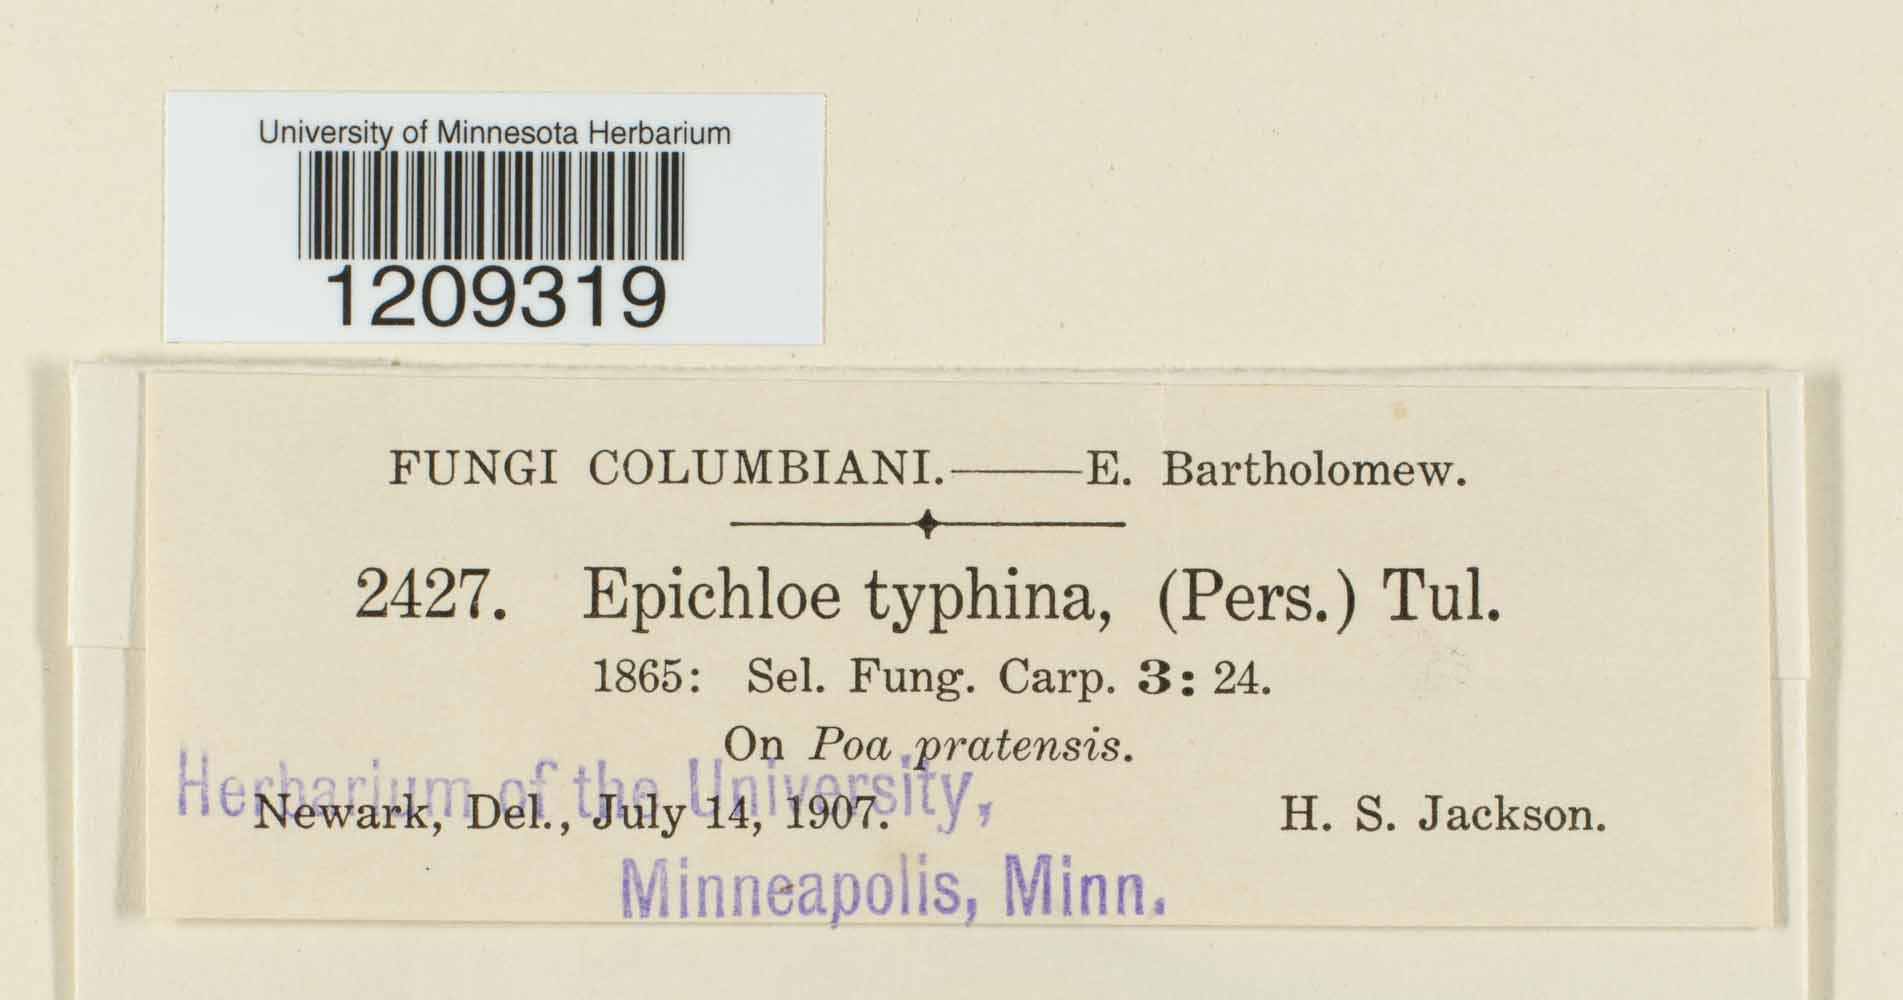 University of Minnesota Herbarium
1209319
FUNGI COLUMBIANI.——E. Bartholomew.
2427. Epichloe typhina, (Pers.) Tul.
1865: Sel. Fung. Carp. 3: 24.
On Poa pratensis.
Herbarium of the University,
Newark, Del., July 14, 1907. H. S. Jackson.
Minneapolis, Minn.